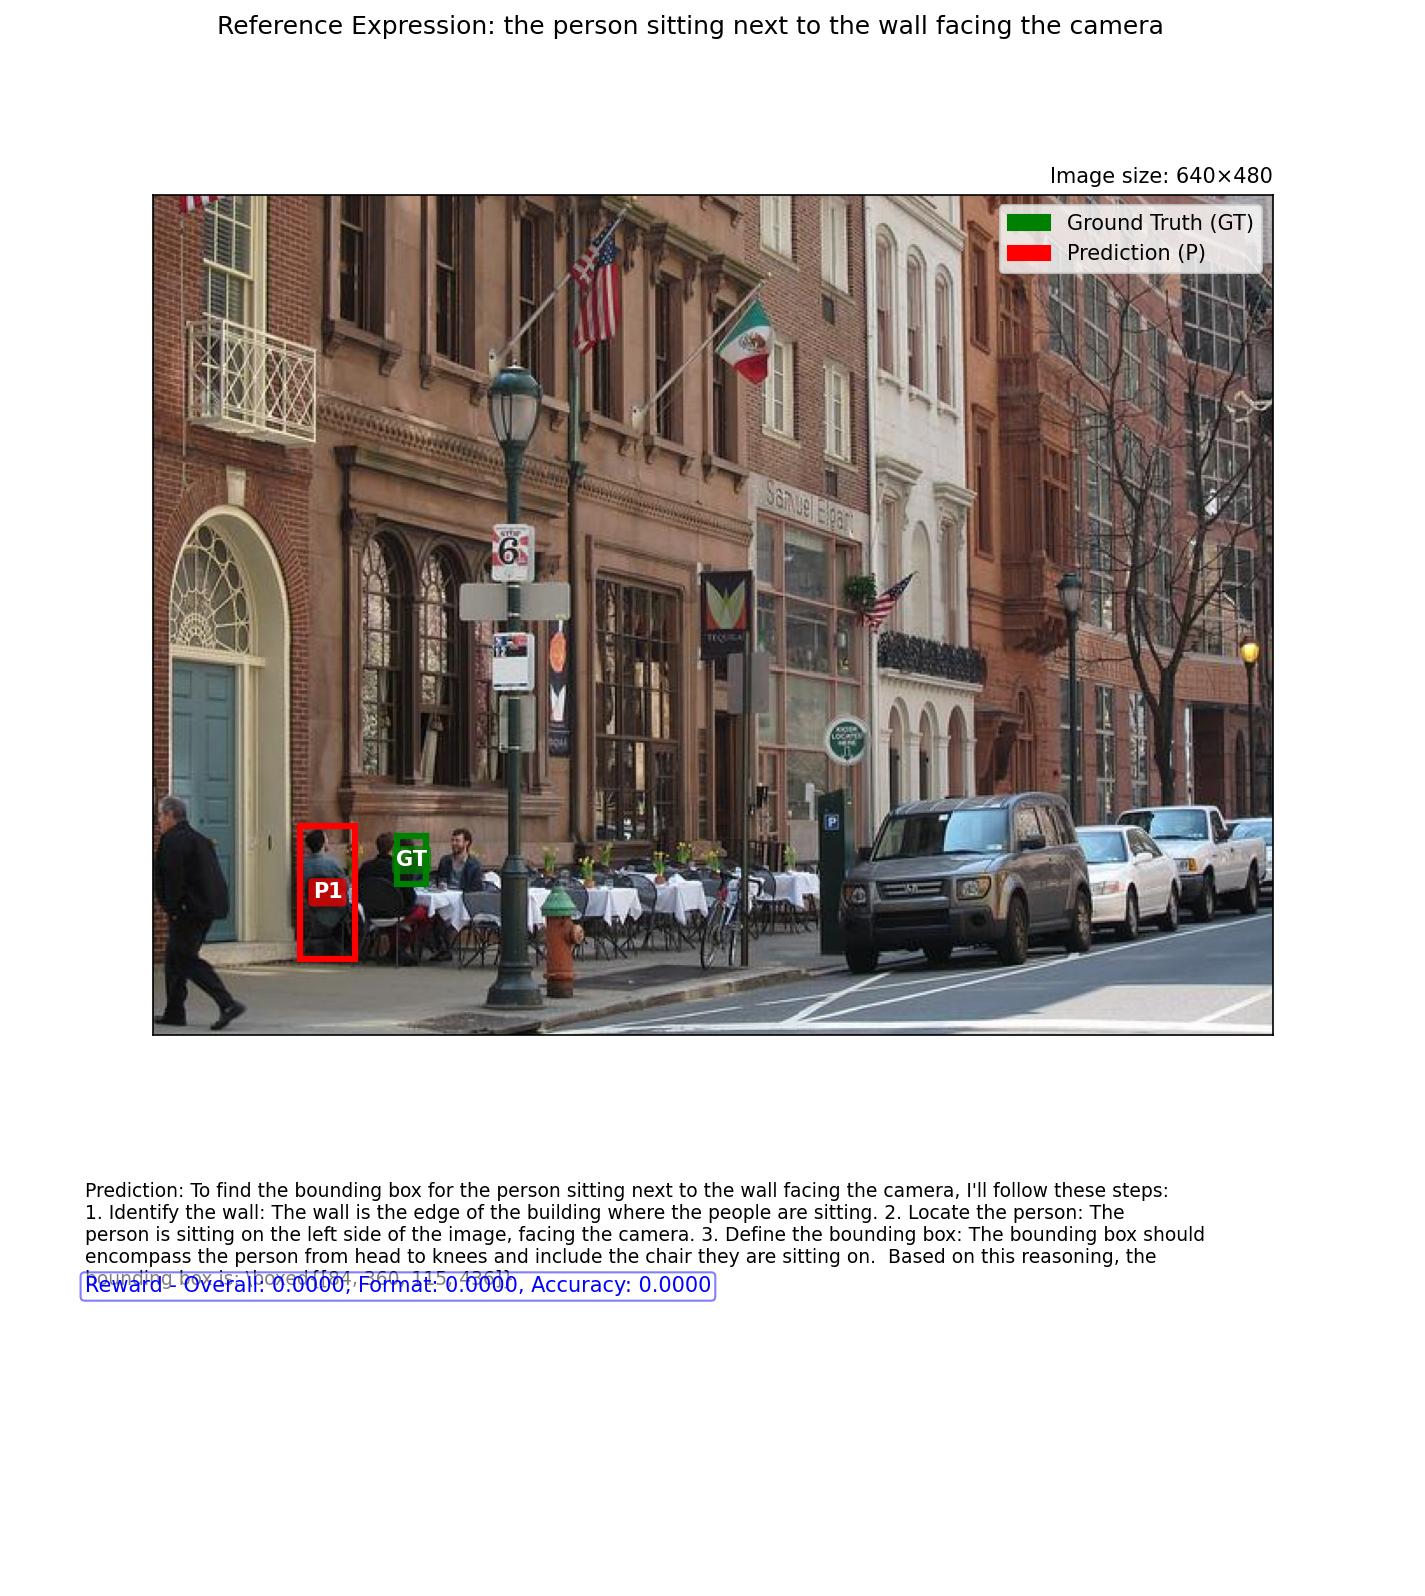 Reference Expression: the person sitting next to the wall facing the camera
Image size: 640×480
Ground Truth (GT)
Prediction (P)
Samuel Elgart
STOP
6
TEQUILA
KIOSK
LOCATED
HERE
P
GT
P1
Prediction: To find the bounding box for the person sitting next to the wall facing the camera, I'll follow these steps:
1. Identify the wall: The wall is the edge of the building where the people are sitting. 2. Locate the person: The
person is sitting on the left side of the image, facing the camera. 3. Define the bounding box: The bounding box should
encompass the person from head to knees and include the chair they are sitting on.  Based on this reasoning, the
bounding box is: \boxed{[84, 360, 115, 436]}
Reward - Overall: 0.0000, Format: 0.0000, Accuracy: 0.0000